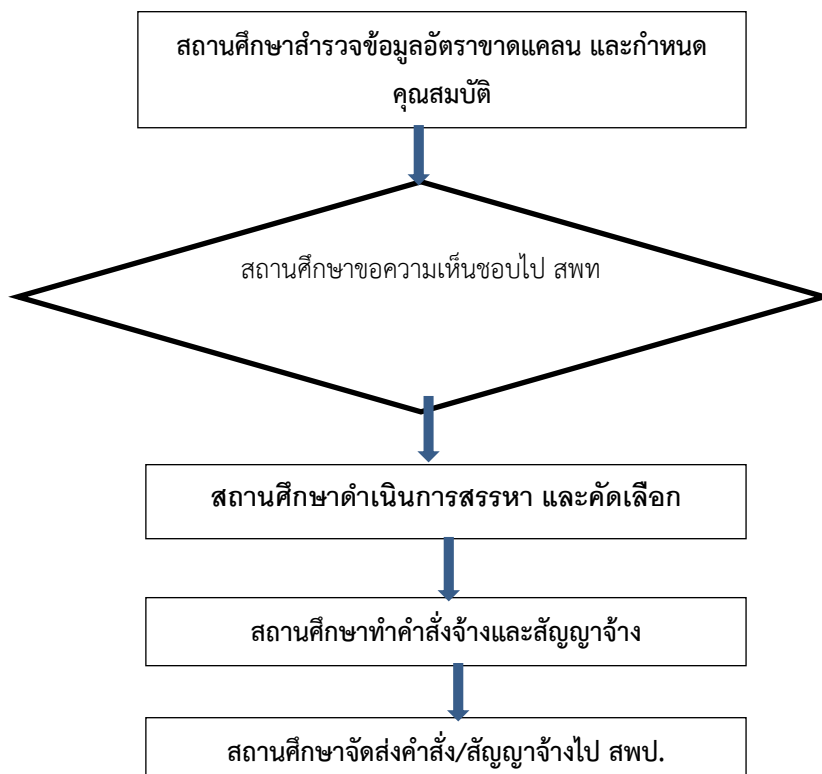 สถานศึกษาสำรวจข้อมูลอัตราขาดแคลน และกำหนด
คุณสมบัติ
สถานศึกษาขอความเห็นชอบไป สพท
สถานศึกษาดำเนินการสรรหา และคัดเลือก
สถานศึกษาทำคำสั่งจ้างและสัญญาจ้าง
สถานศึกษาจัดส่งคำสั่ง/สัญญาจ้างไป สพป.